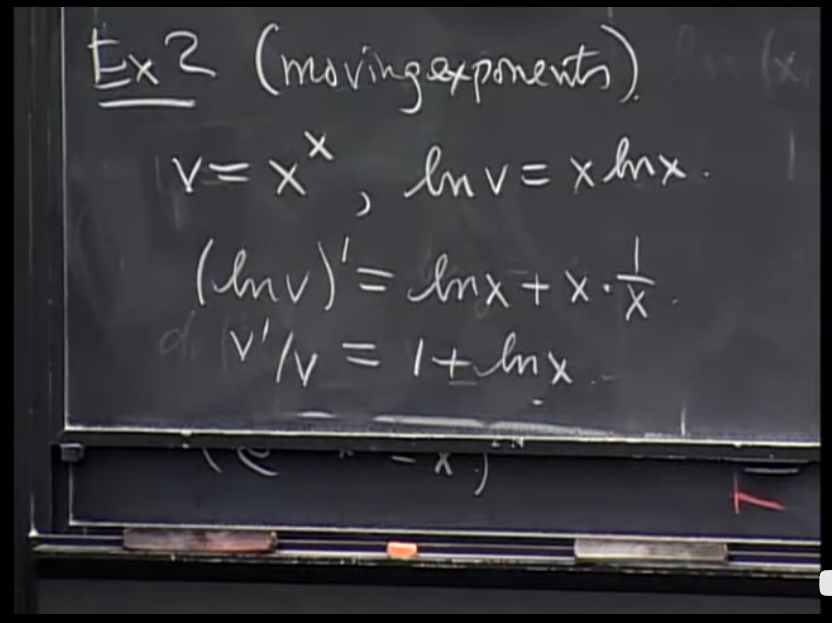 Ex 2 (moving exponents)
v = x^x, ln v = x ln x.
(ln v)' = ln x + x · 1/x.
v'/v = 1 + ln x.